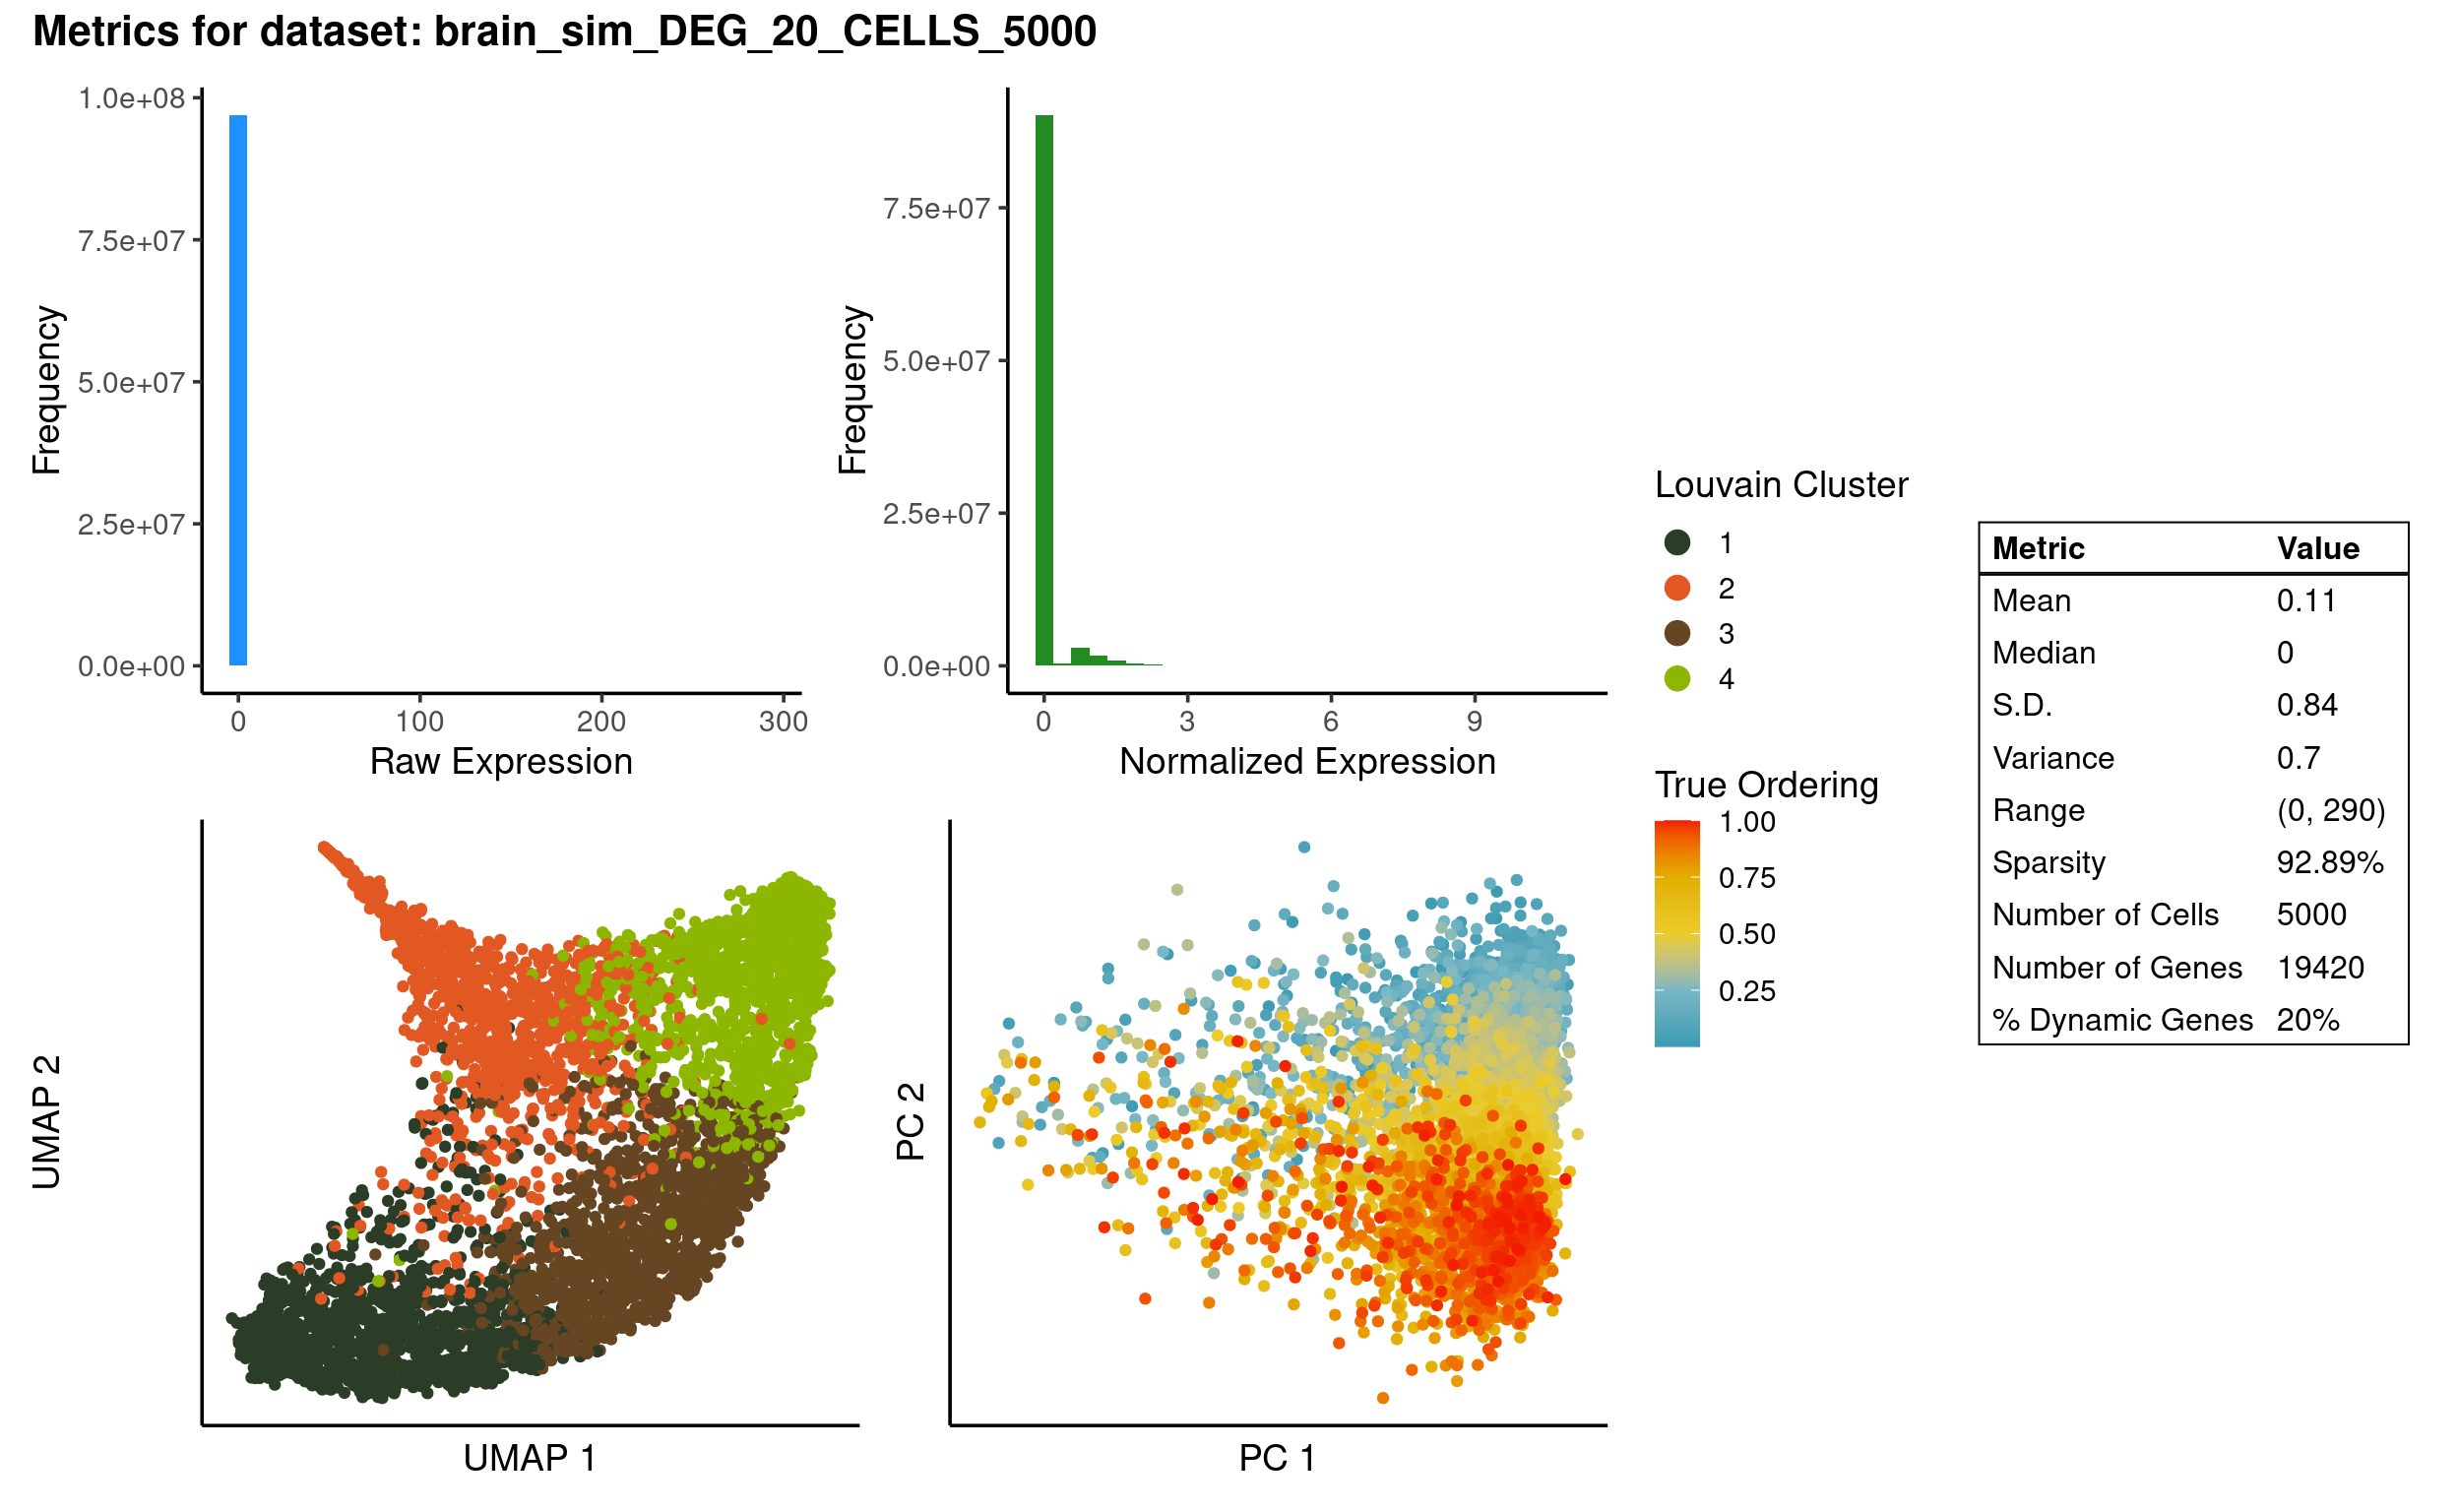 Metrics for dataset: brain_sim_DEG_20_CELLS_5000
1.0e+08
7.5e+07
5.0e+07
2.5e+07
0.0e+00
Frequency
0 100 200 300
Raw Expression
7.5e+07
5.0e+07
2.5e+07
0.0e+00
Frequency
0 3 6 9
Normalized Expression
UMAP 2
UMAP 1
PC 2
PC 1
Louvain Cluster
1
2
3
4
True Ordering
1.00
0.75
0.50
0.25
Metric Value
Mean 0.11
Median 0
S.D. 0.84
Variance 0.7
Range (0, 290)
Sparsity 92.89%
Number of Cells 5000
Number of Genes 19420
% Dynamic Genes 20%